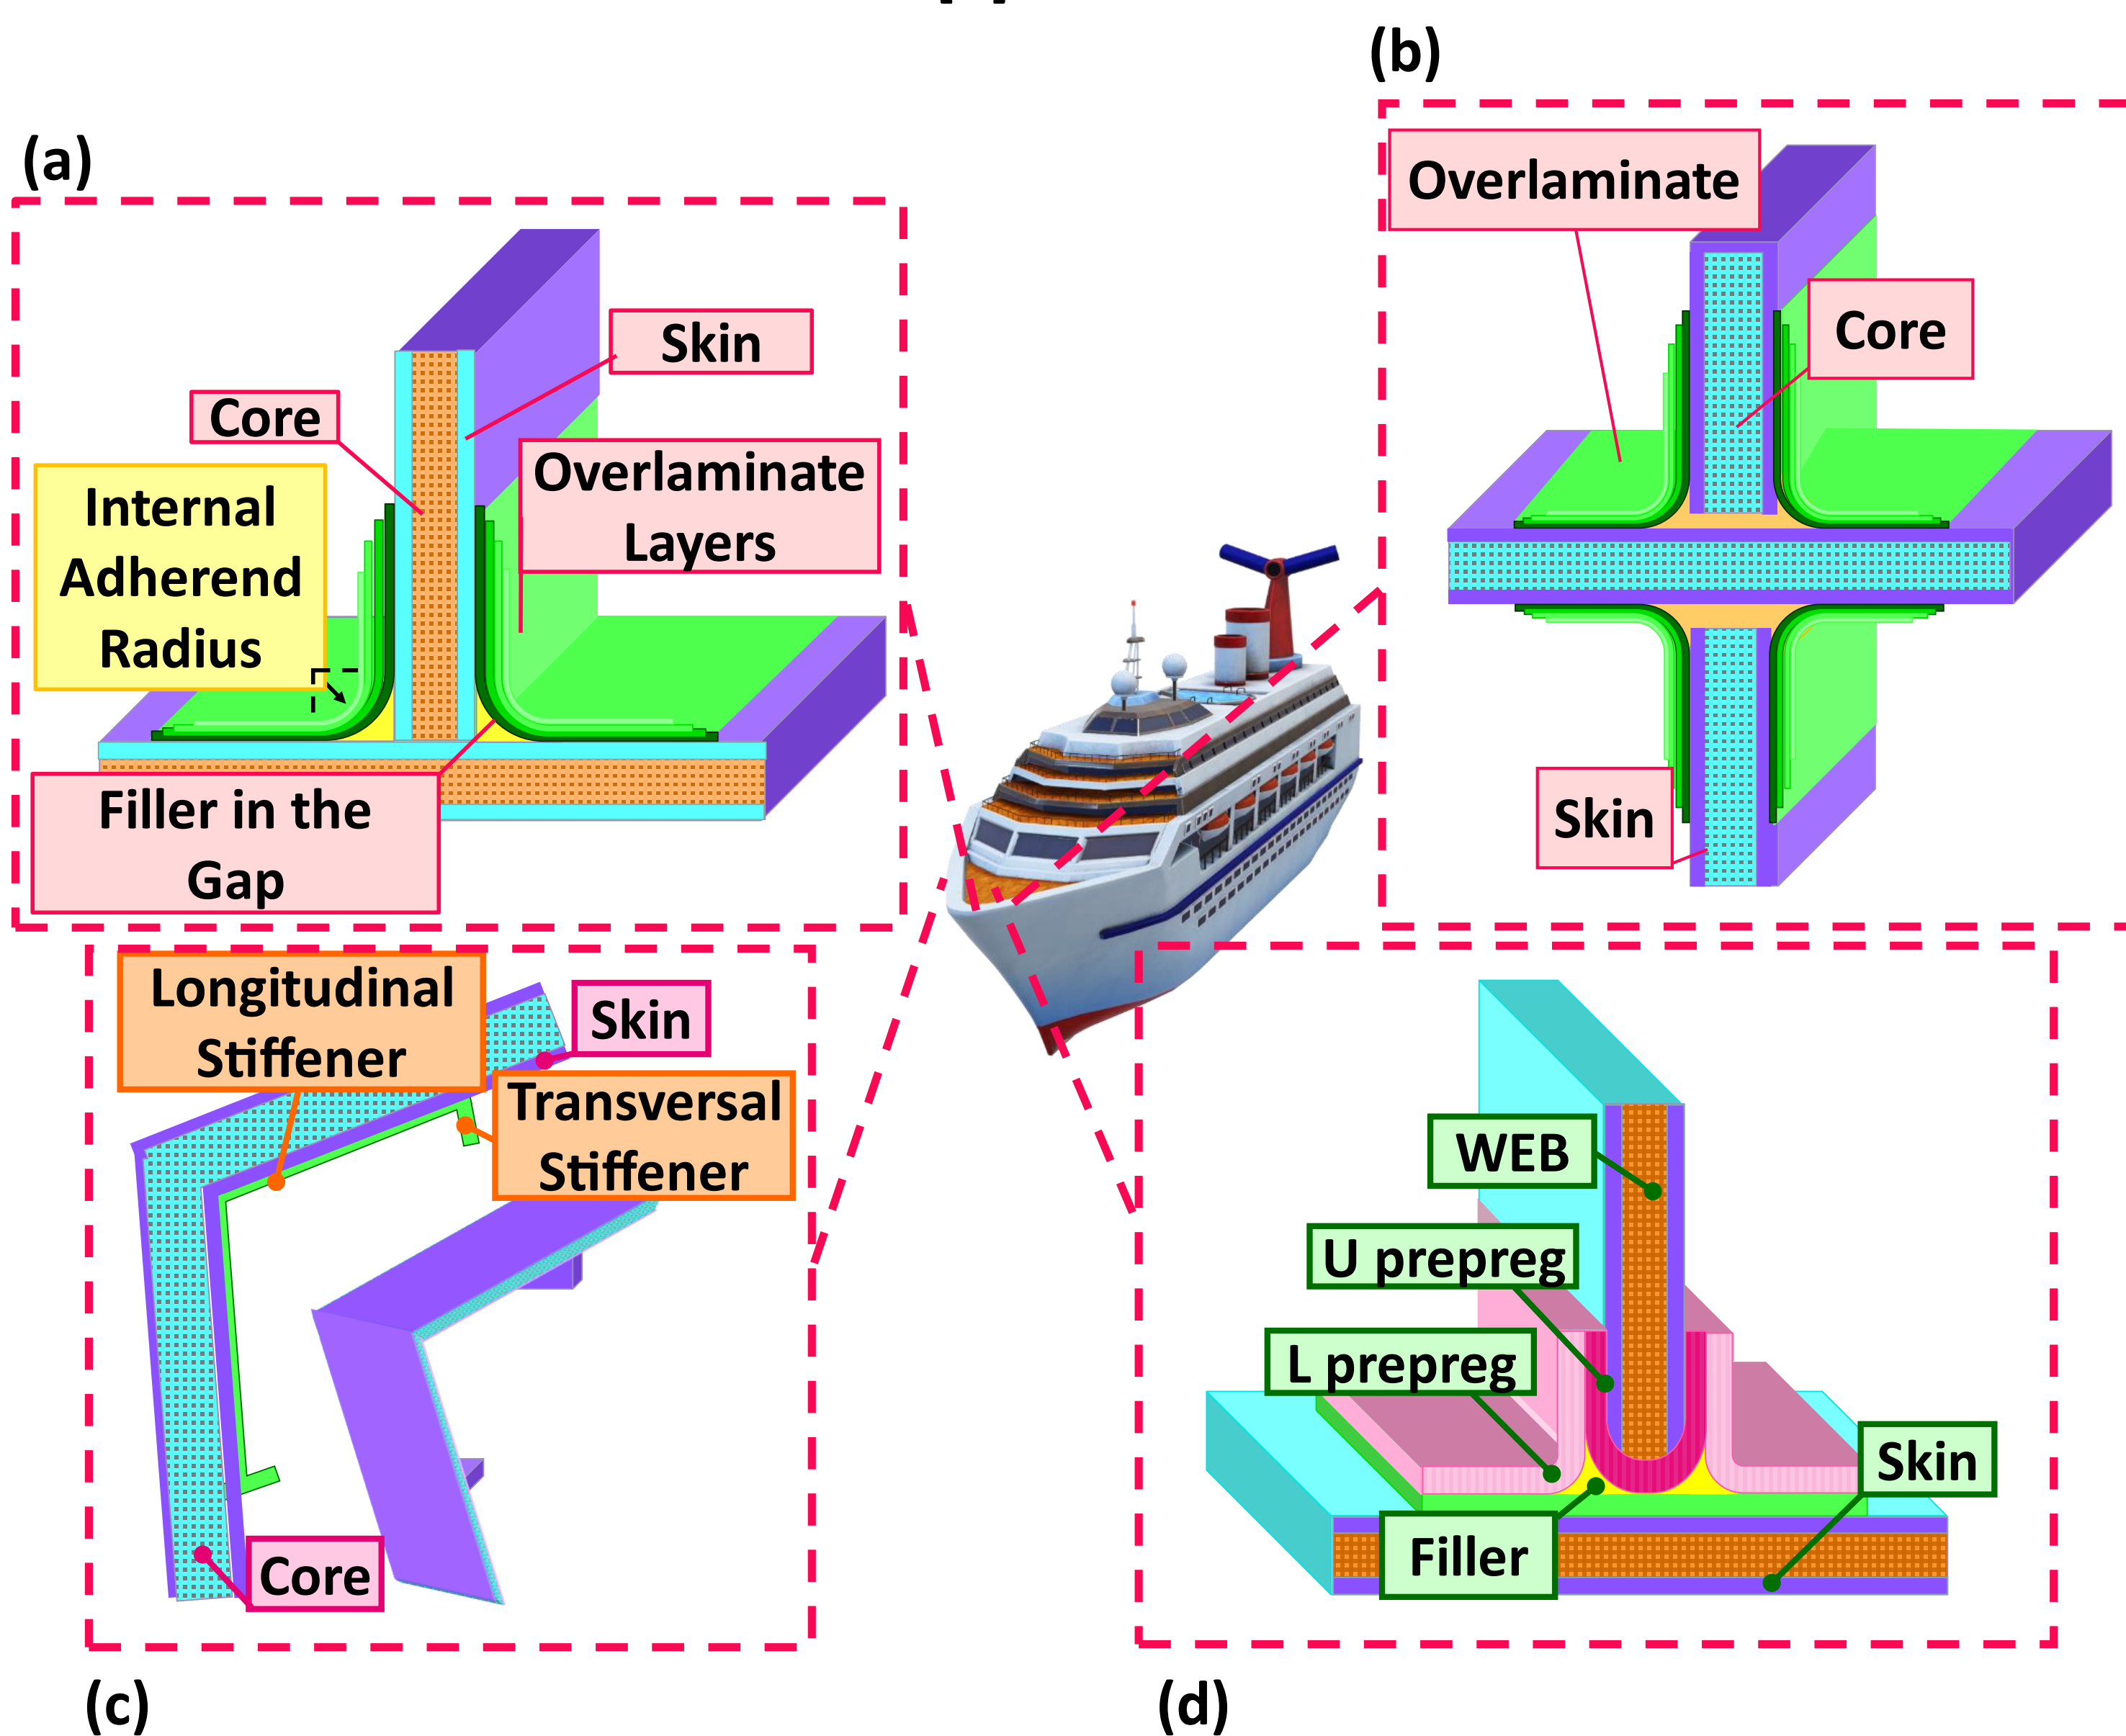 (b)
(a)
Overlaminate
Skin
Core
Core
Overlaminate
Layers
Internal
Adherend
Radius
Skin
Filler in the
Gap
Longitudinal
Stiffener
Skin
Transversal
Stiffener
WEB
U prepreg
L prepreg
Skin
Filler
Core
(c)
(d)